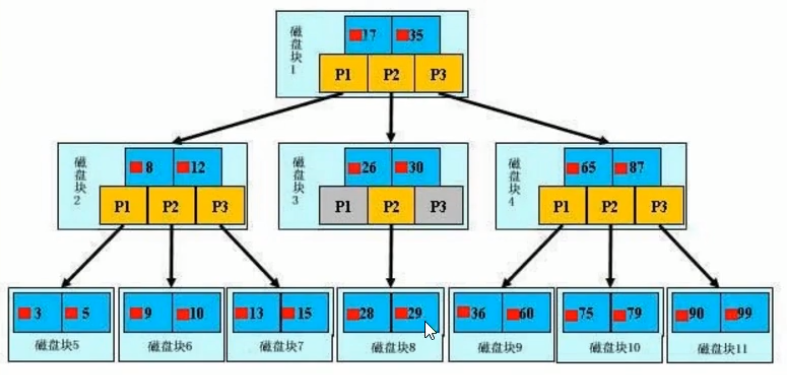 磁盘块1
17 35
P1 P2 P3
磁盘块2
8 12
P1 P2 P3
磁盘块3
26 30
P1 P2 P3
磁盘块4
65 87
P1 P2 P3
3 5
磁盘块5
9 10
磁盘块6
13 15
磁盘块7
28 29
磁盘块8
36 60
磁盘块9
75 79
磁盘块10
90 99
磁盘块11